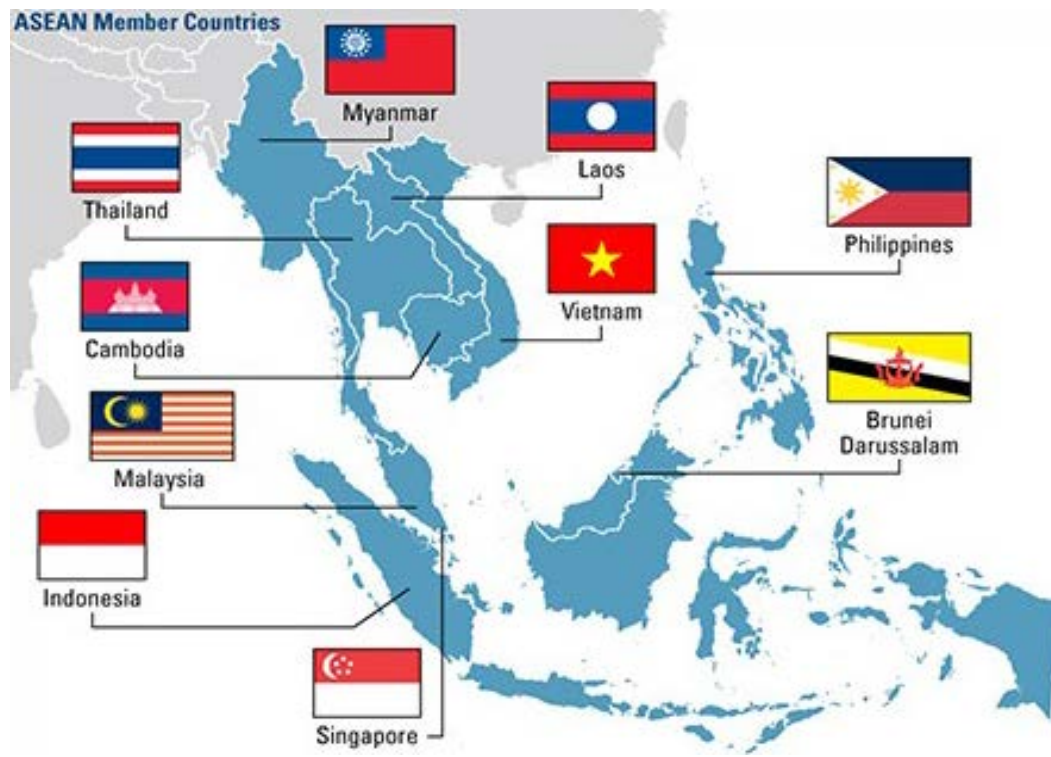 ASEAN Member Countries
Myanmar
Laos
Thailand
Philippines
Vietnam
Cambodia
Brunei
Darussalam
Malaysia
Indonesia
Singapore